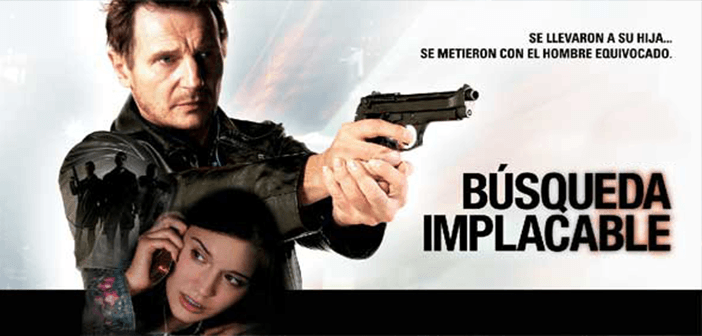 SE LLEVARON A SU HIJA...
SE METIERON CON EL HOMBRE EQUIVOCADO.
BÚSQUEDA
IMPLACABLE